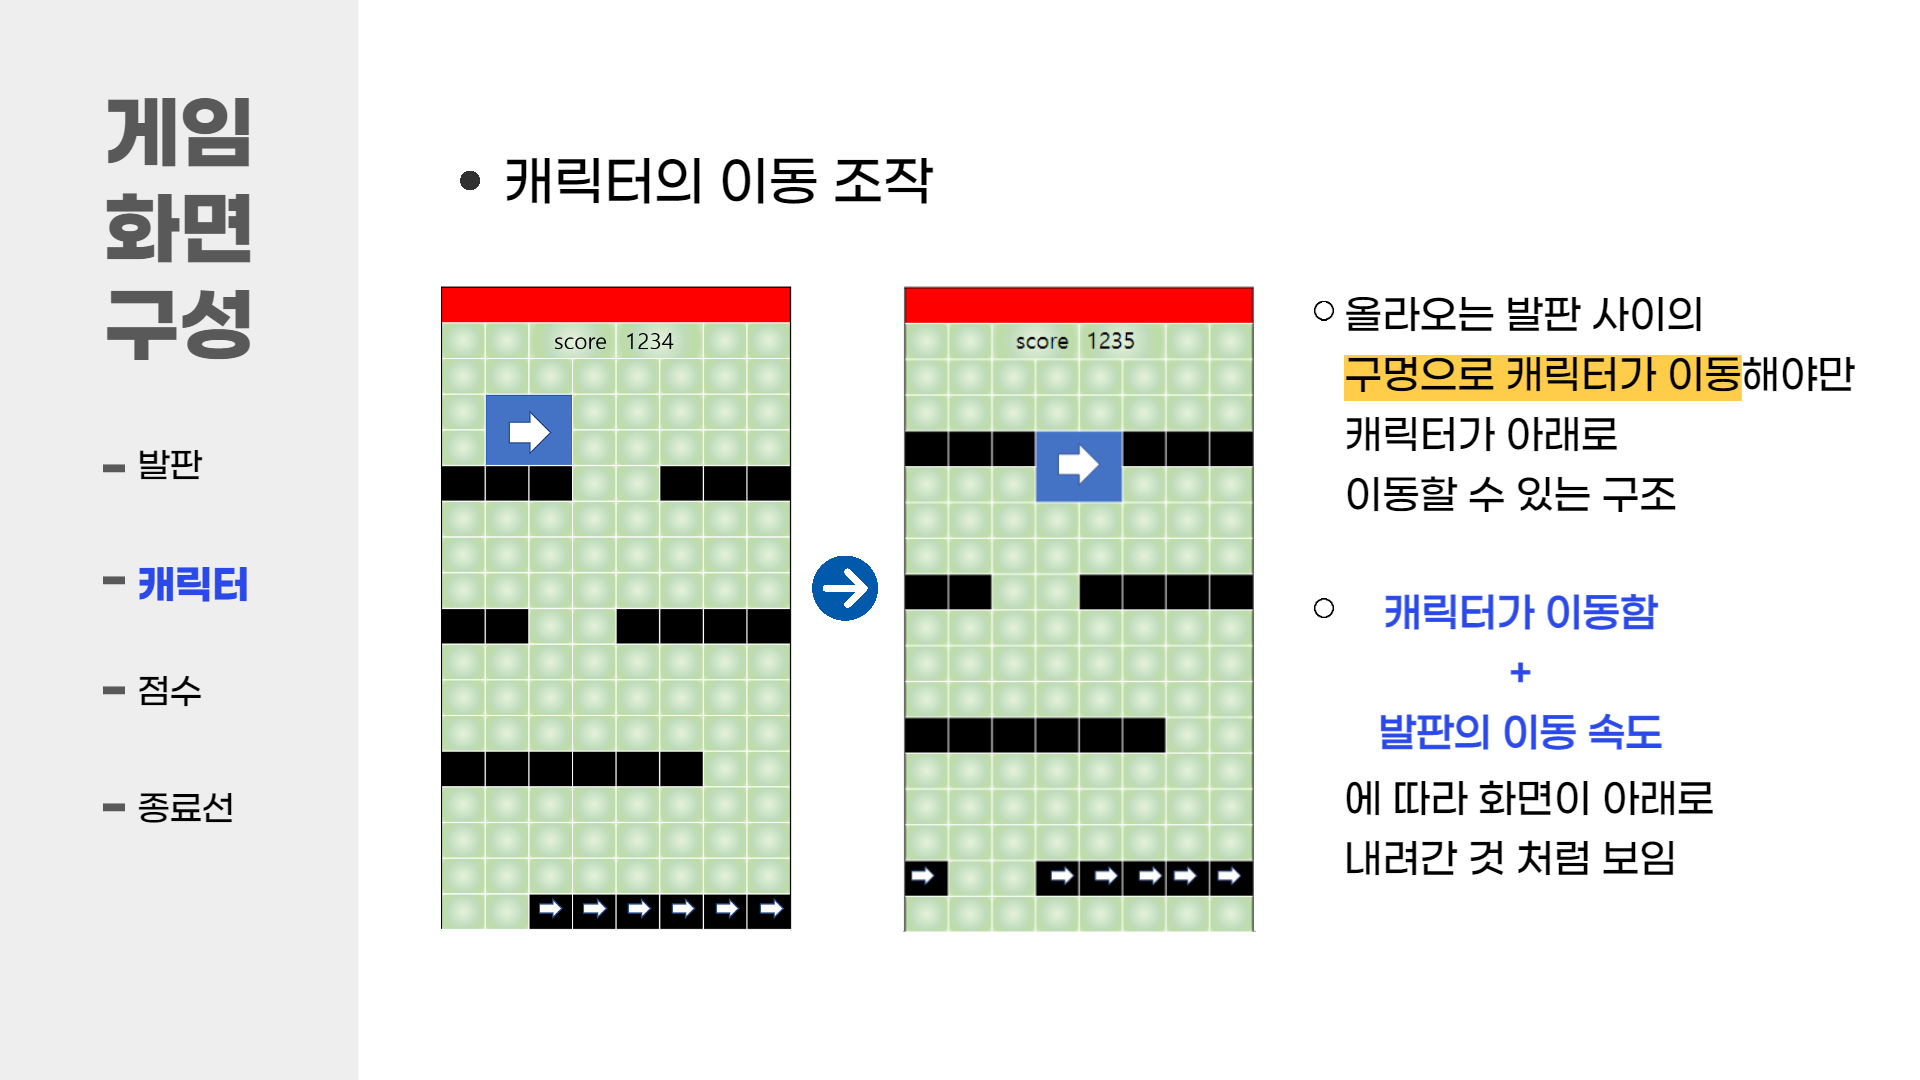 게임
화면
구성
발판
캐릭터
점수
종료선
캐릭터의 이동 조작
score 1234
score 1235
올라오는 발판 사이의
구멍으로 캐릭터가 이동해야만
캐릭터가 아래로
이동할 수 있는 구조
캐릭터가 이동함
+
발판의 이동 속도
에 따라 화면이 아래로
내려간 것 처럼 보임